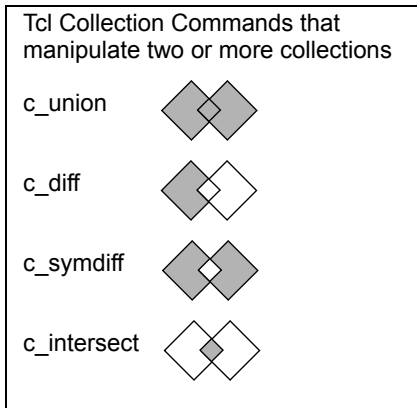 Tcl Collection Commands that
manipulate two or more collections
c_union
c_diff
c_symdiff
c_intersect